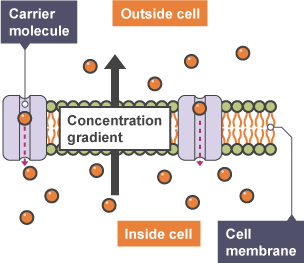 Carrier
molecule
Outside cell
Concentration
gradient
Inside cell
Cell
membrane